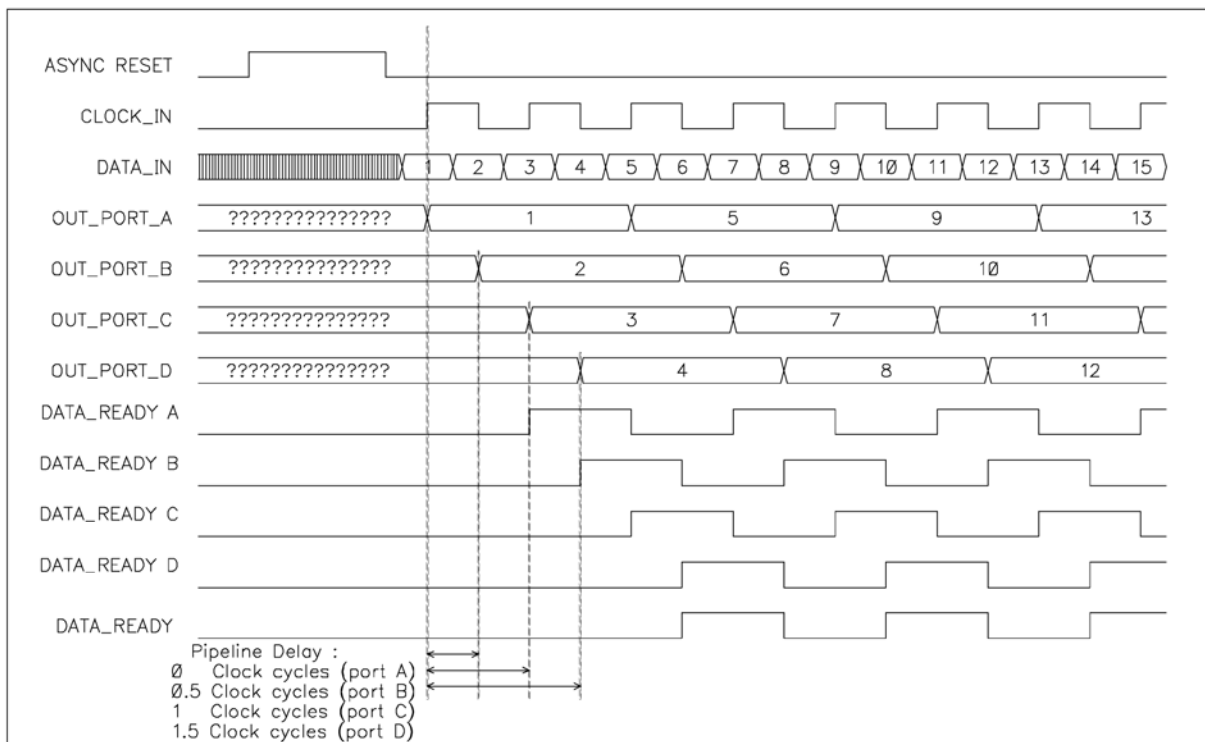 ASYNC RESET
CLOCK_IN
DATA_IN 1 2 3 4 5 6 7 8 9 10 11 12 13 14 15
OUT_PORT_A ??????????????? 1 5 9 13
OUT_PORT_B ??????????????? 2 6 10
OUT_PORT_C ??????????????? 3 7 11
OUT_PORT_D ??????????????? 4 8 12
DATA_READY A
DATA_READY B
DATA_READY C
DATA_READY D
DATA_READY
Pipeline Delay :
0 Clock cycles (port A)
0.5 Clock cycles (port B)
1 Clock cycles (port C)
1.5 Clock cycles (port D)